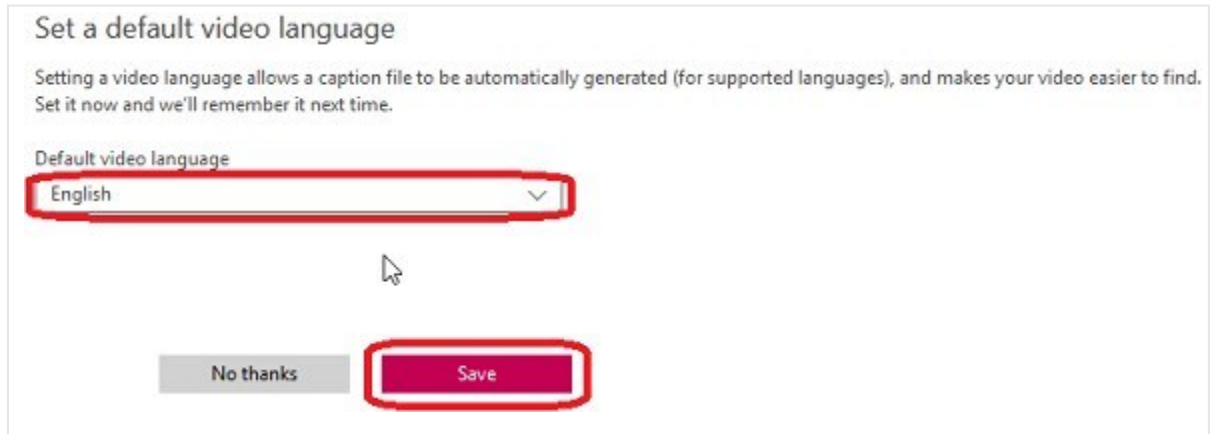 Set a default video language
Setting a video language allows a caption file to be automatically generated (for supported languages), and makes your video easier to find.
Set it now and we'll remember it next time.
Default video language
English
No thanks
Save